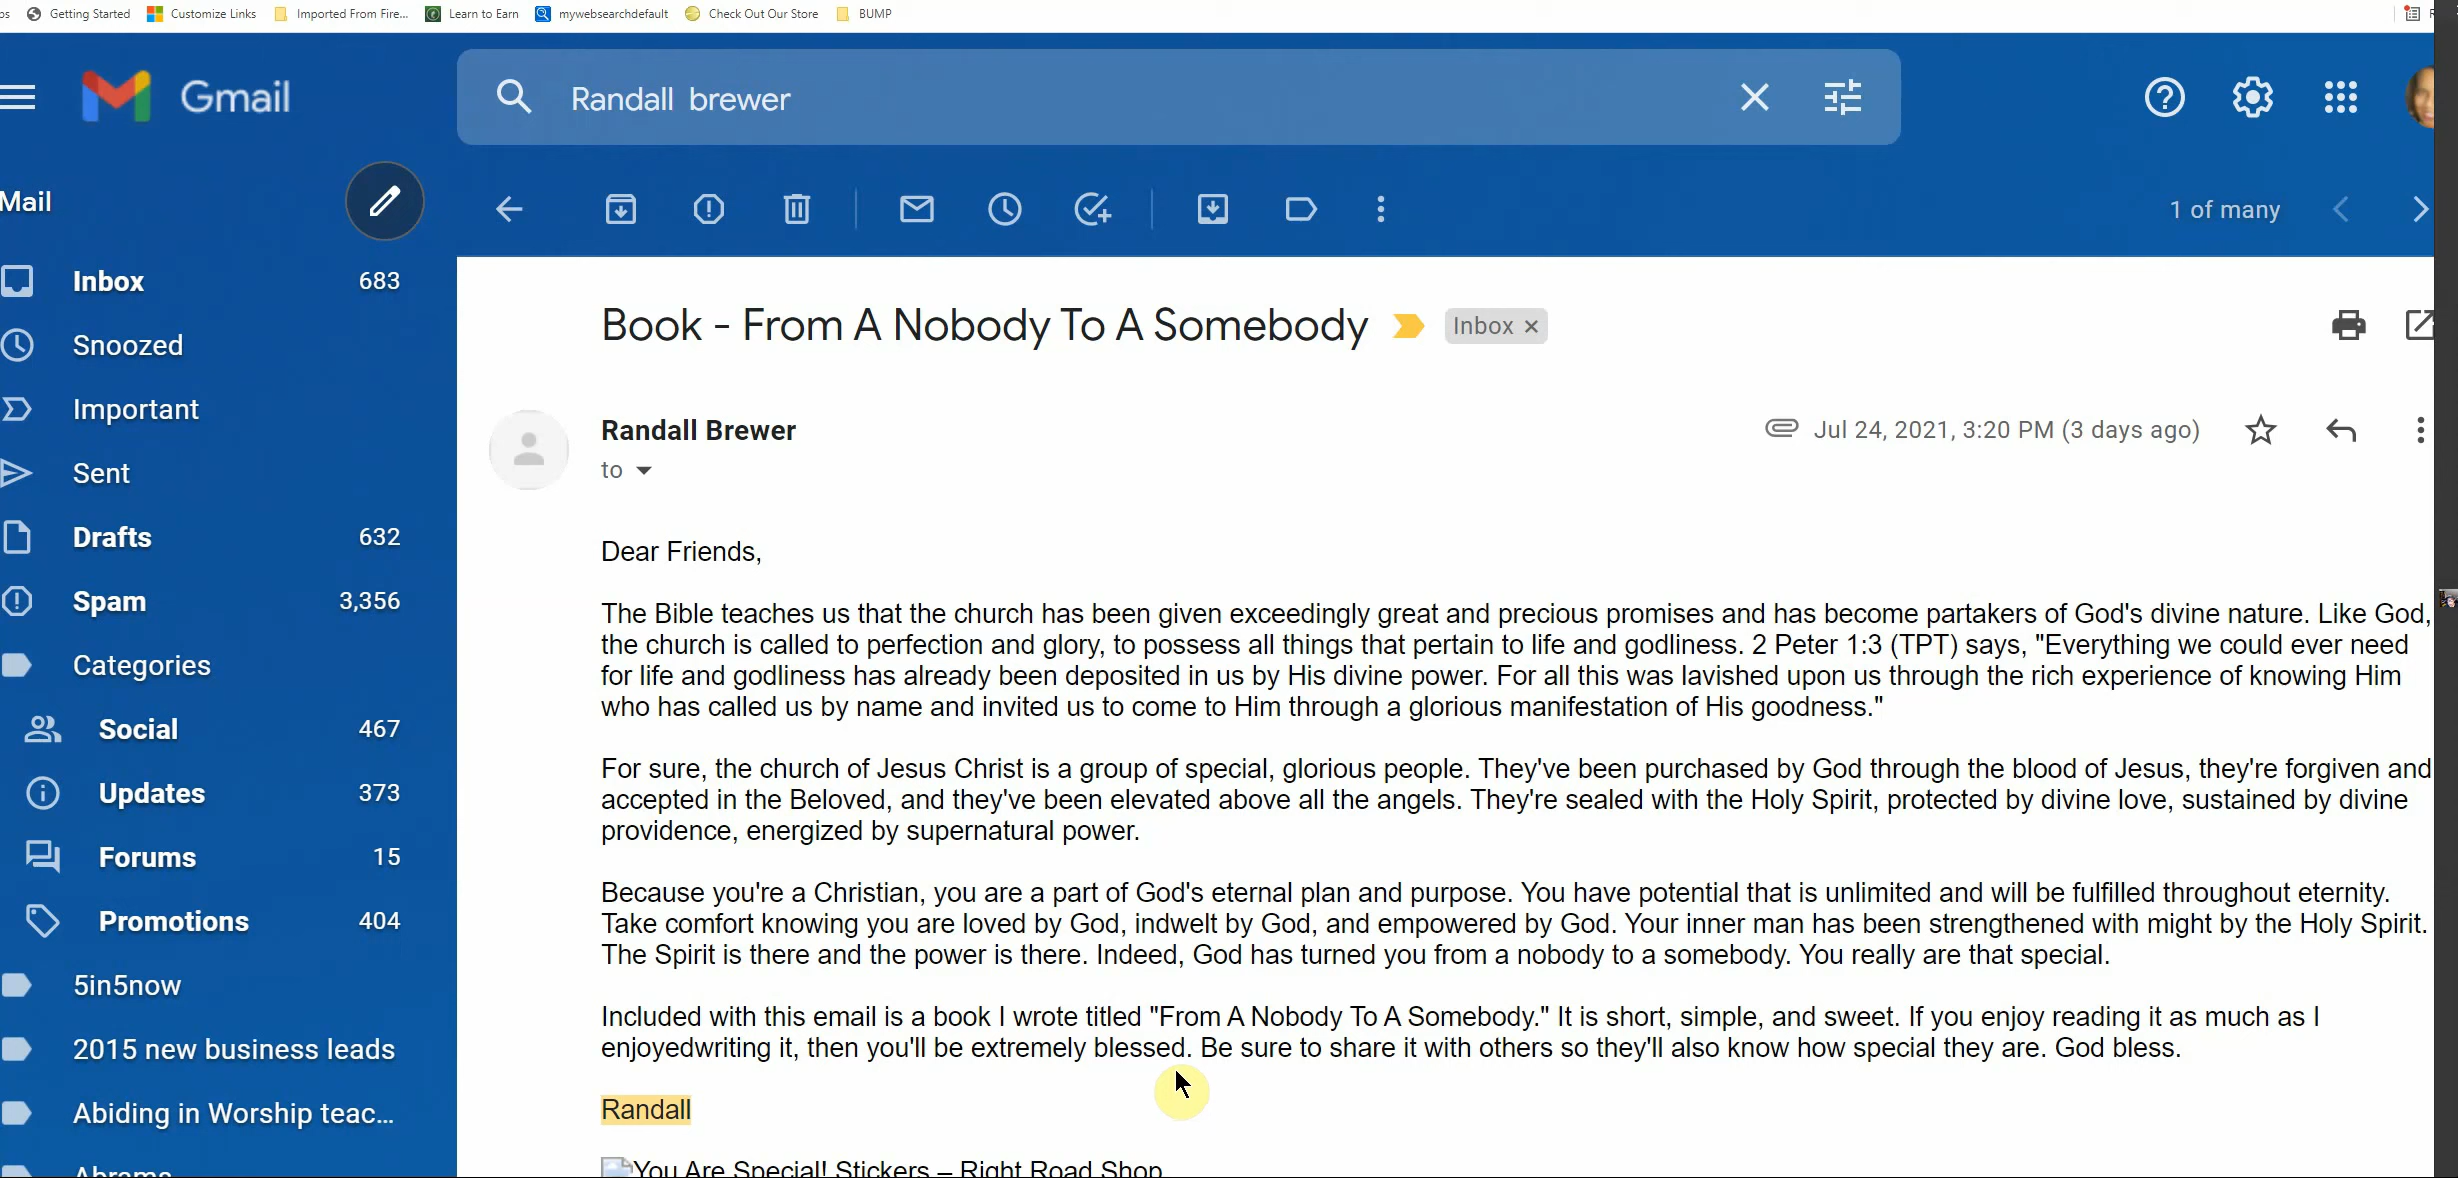 Getting Started Customize Links Imported From Fire... Learn to Earn mywebsearchdefault Check Out Our Store BUMP
Gmail
Randall brewer
Mail
1 of many
Inbox 683
Snoozed
Important
Sent
Drafts 632
Spam 3,356
Categories
Social 467
Updates 373
Forums 15
Promotions 404
5in5now
2015 new business leads
Abiding in Worship teac...
Abrams
Book - From A Nobody To A Somebody Inbox ×
Randall Brewer
Jul 24, 2021, 3:20 PM (3 days ago)
to
Dear Friends,
The Bible teaches us that the church has been given exceedingly great and precious promises and has become partakers of God's divine nature. Like God,
the church is called to perfection and glory, to possess all things that pertain to life and godliness. 2 Peter 1:3 (TPT) says, "Everything we could ever need
for life and godliness has already been deposited in us by His divine power. For all this was lavished upon us through the rich experience of knowing Him
who has called us by name and invited us to come to Him through a glorious manifestation of His goodness."
For sure, the church of Jesus Christ is a group of special, glorious people. They've been purchased by God through the blood of Jesus, they're forgiven and
accepted in the Beloved, and they've been elevated above all the angels. They're sealed with the Holy Spirit, protected by divine love, sustained by divine
providence, energized by supernatural power.
Because you're a Christian, you are a part of God's eternal plan and purpose. You have potential that is unlimited and will be fulfilled throughout eternity.
Take comfort knowing you are loved by God, indwelt by God, and empowered by God. Your inner man has been strengthened with might by the Holy Spirit.
The Spirit is there and the power is there. Indeed, God has turned you from a nobody to a somebody. You really are that special.
Included with this email is a book I wrote titled "From A Nobody To A Somebody." It is short, simple, and sweet. If you enjoy reading it as much as I
enjoyedwriting it, then you'll be extremely blessed. Be sure to share it with others so they'll also know how special they are. God bless.
Randall
You Are Special! Stickers – Right Road Shop